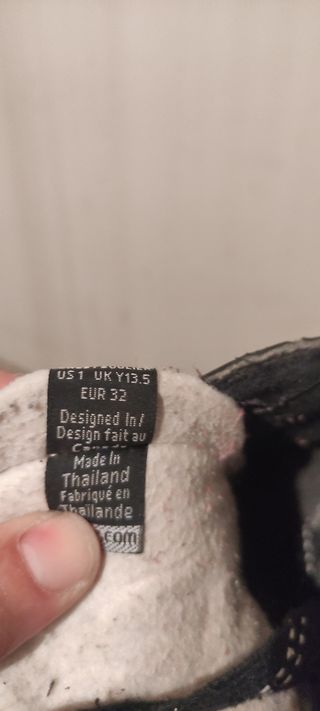 US 1 UK Y13.5
EUR 32
Designed In/
Design fait au
Canada
Made In
Thailand
Fabriqué en
Thaïlande
.com